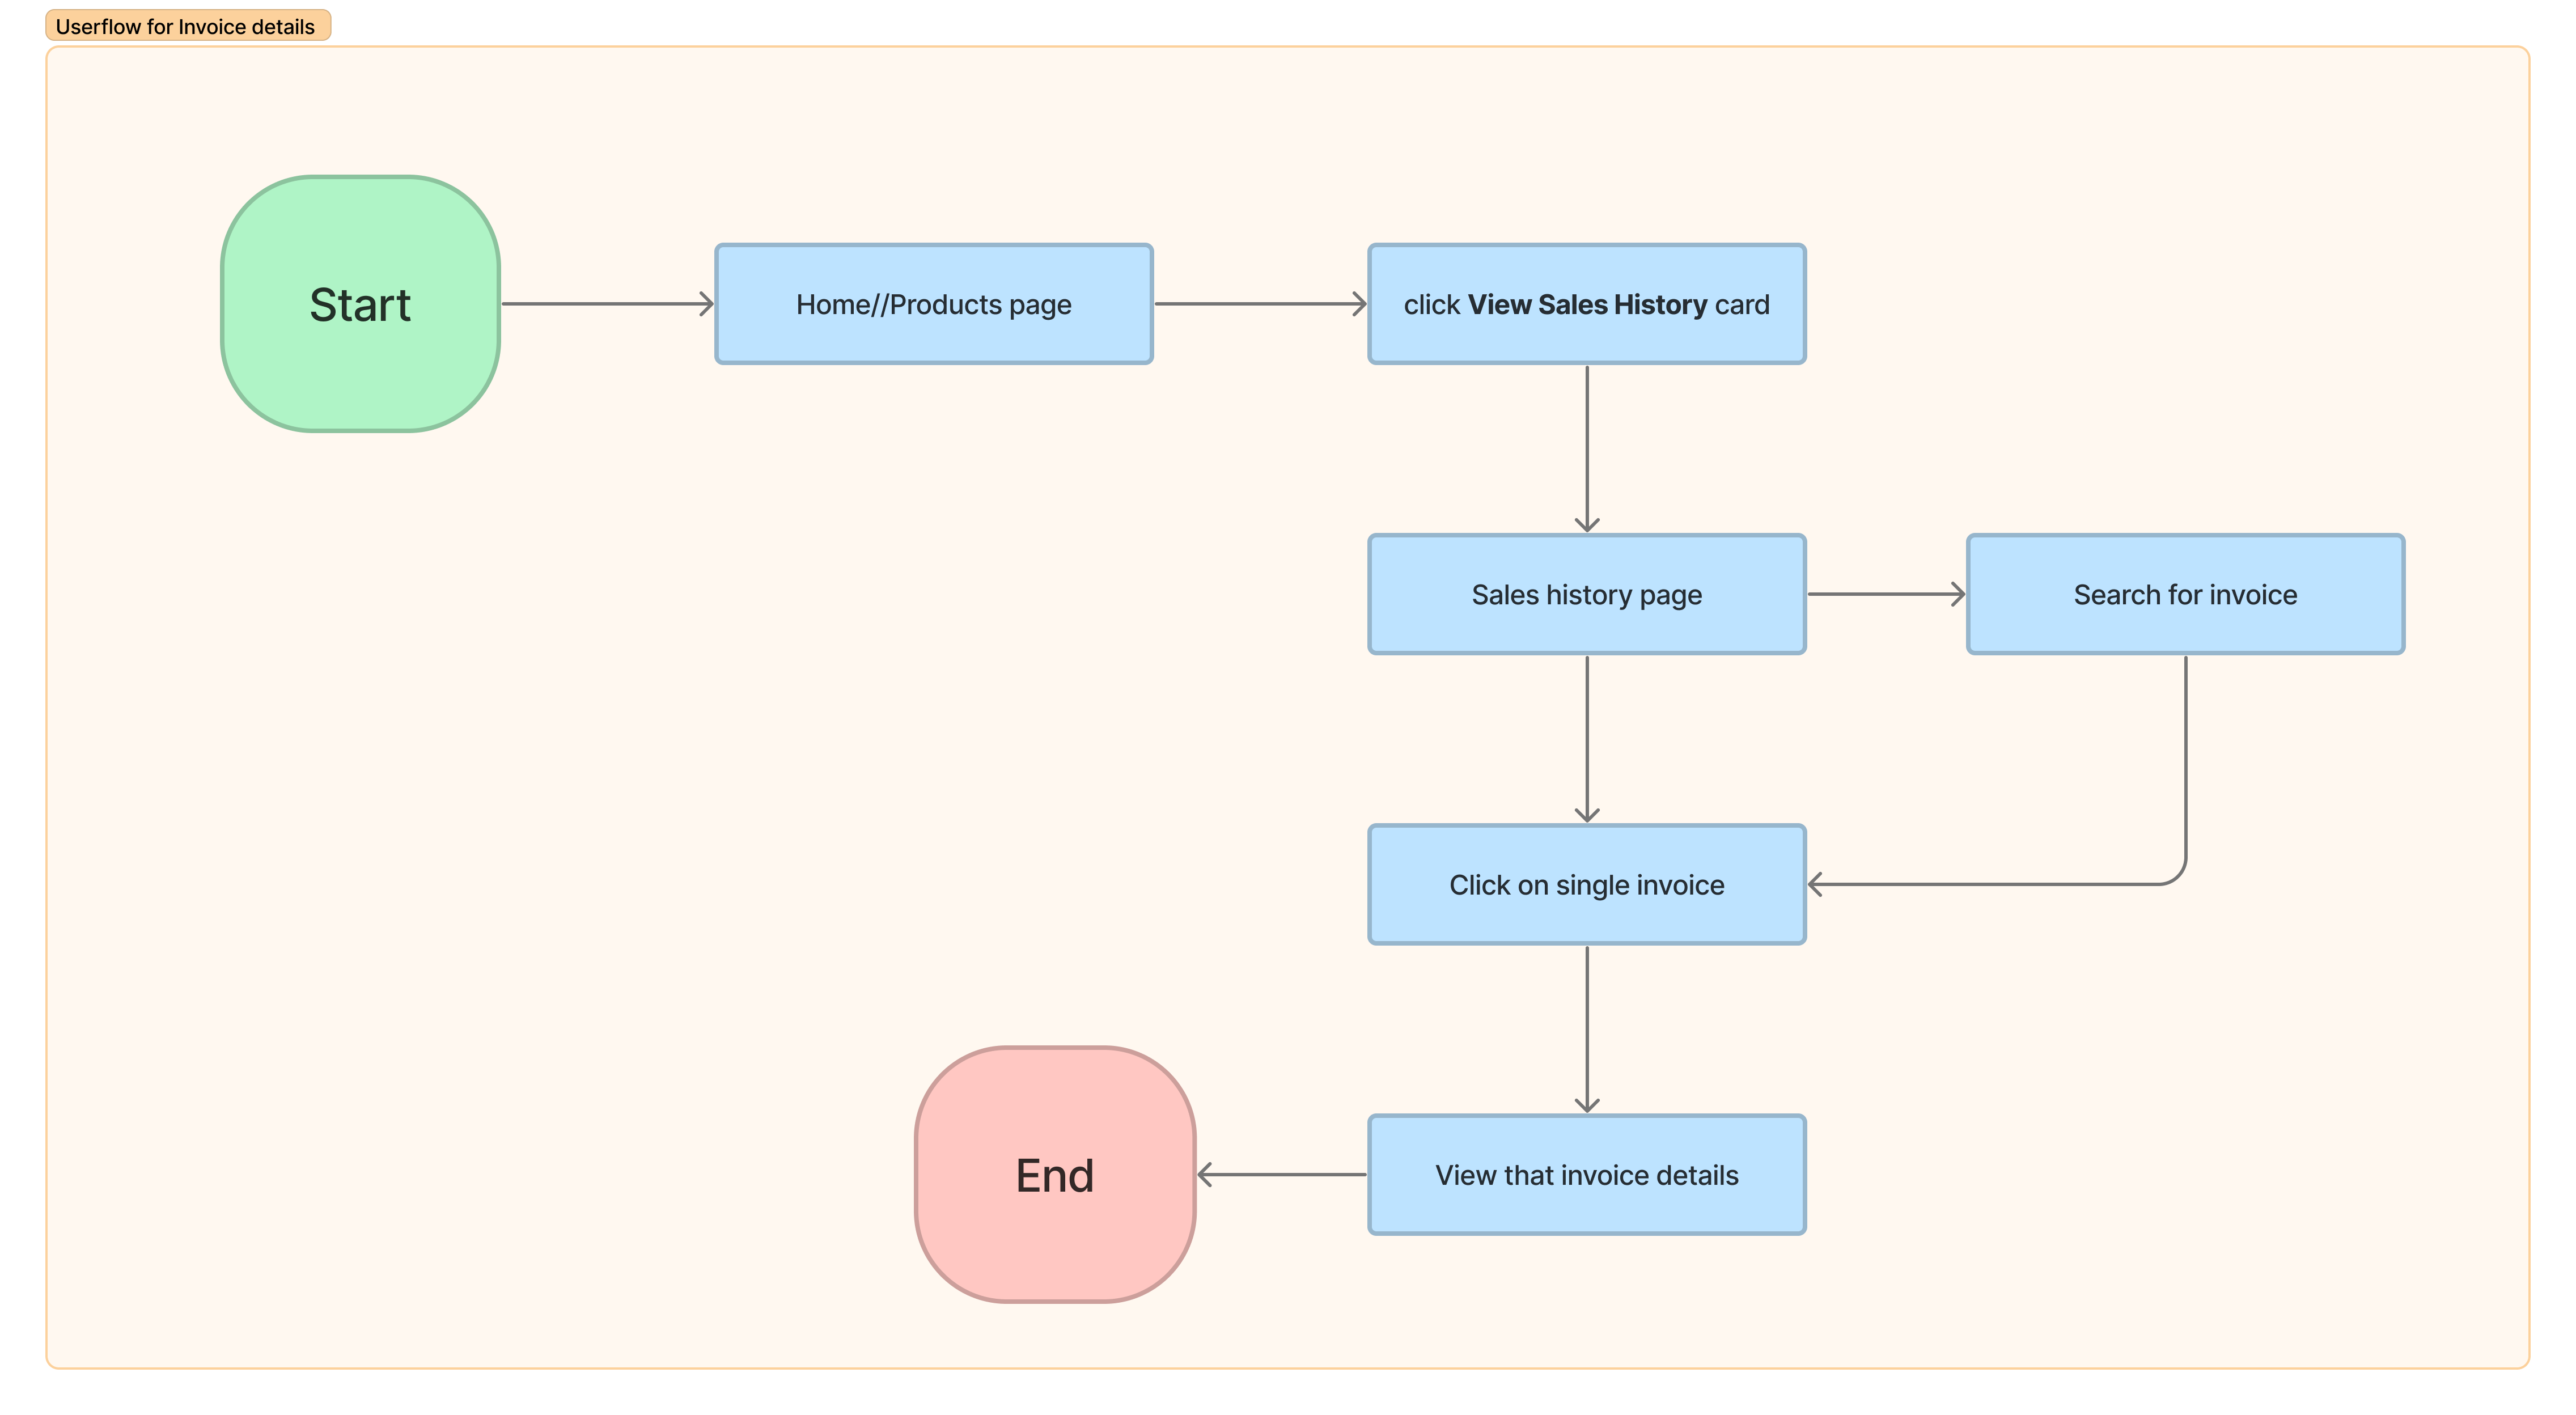 Userflow for Invoice details
Start
Home//Products page
click View Sales History card
Sales history page
Search for invoice
Click on single invoice
End
View that invoice details